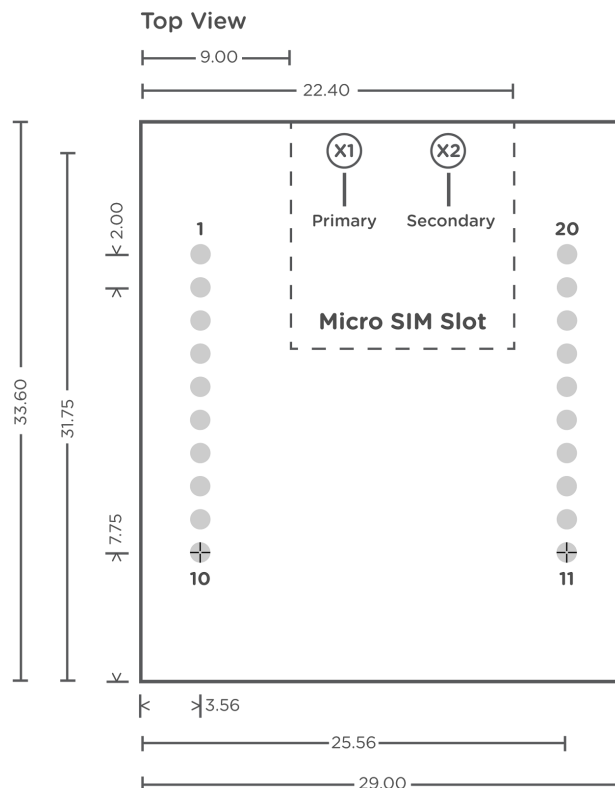 Top View
9.00
22.40
X1 X2
Primary Secondary
2.00
1 20
Micro SIM Slot
33.60
31.75
7.75
10 11
3.56
25.56
29.00